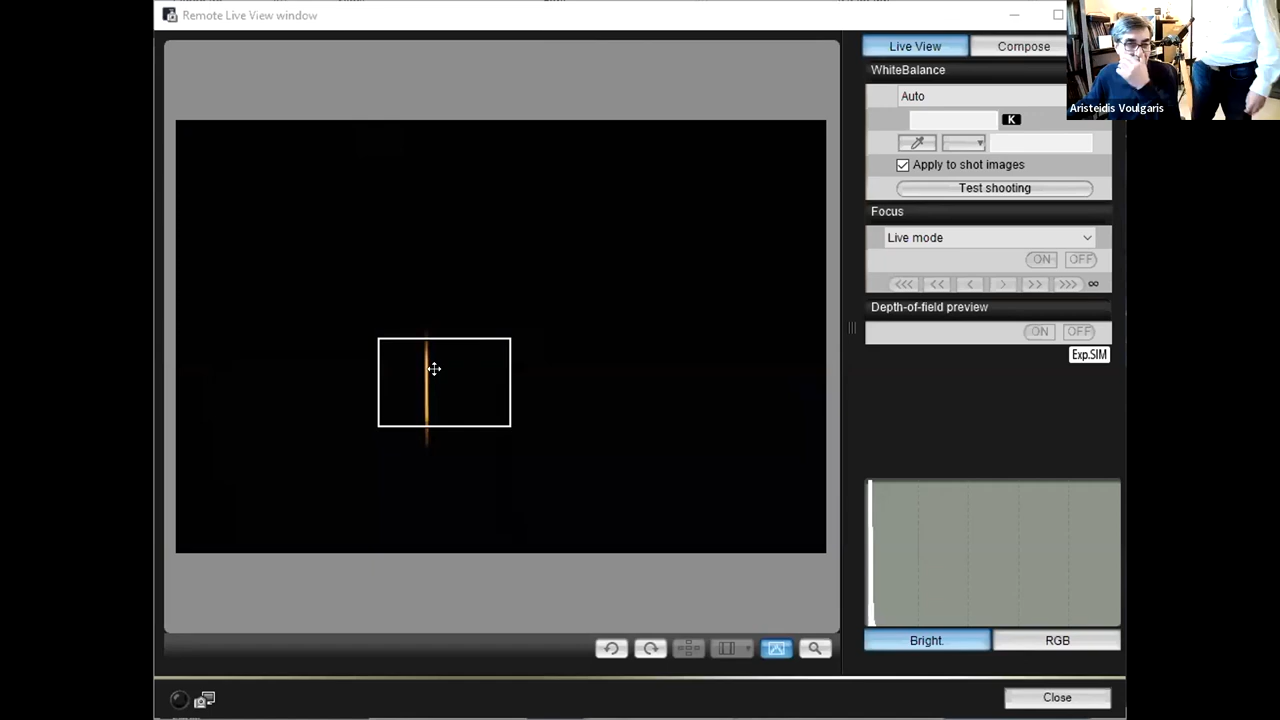 Remote Live View window
Live View
Compose
Aristeidis Voulgaris
WhiteBalance
Auto
K
Apply to shot images
Test shooting
Focus
Live mode
ON OFF
<<< << < > >> >>> ∞
Depth-of-field preview
ON OFF
Exp.SIM
Bright.
RGB
Close